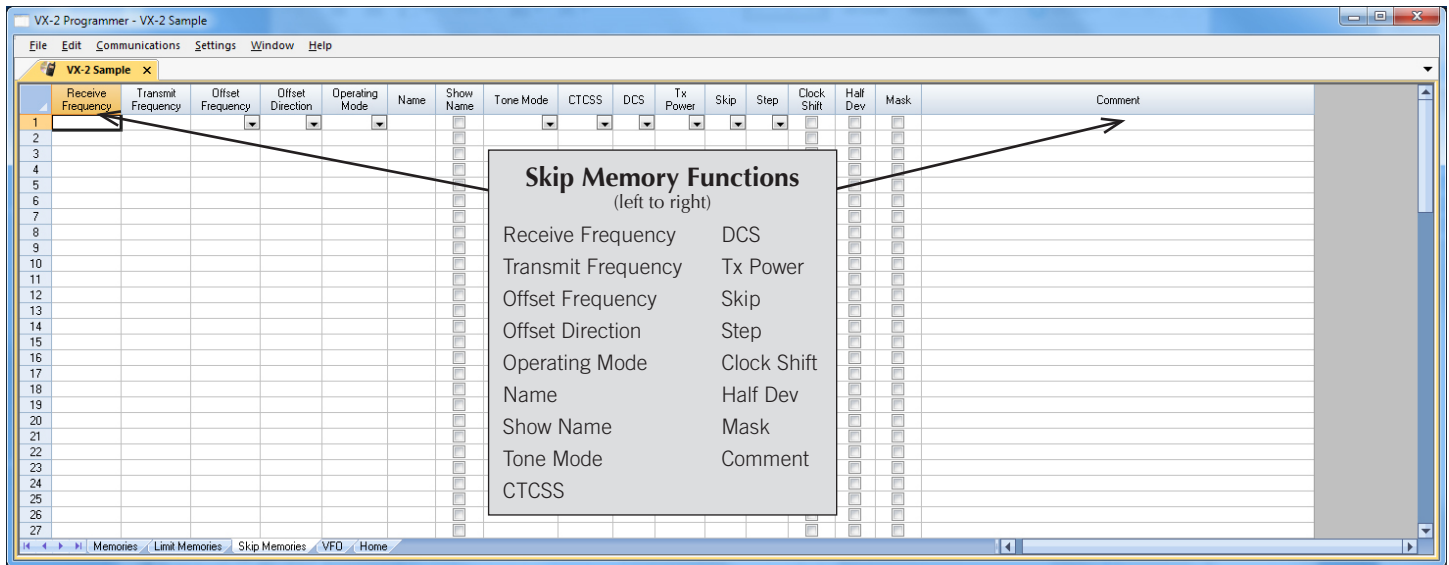 VX-2 Programmer - VX-2 Sample
File Edit Communications Settings Window Help
VX-2 Sample
Receive Frequency Transmit Frequency Offset Frequency Offset Direction Operating Mode Name Show Name Tone Mode CTCSS DCS Tx Power Skip Step Clock Shift Half Dev Mask Comment
1
2
3
4
5
6
7
8
9
10
11
12
13
14
15
16
17
18
19
20
21
22
23
24
25
26
27
Skip Memory Functions
(left to right)
Receive Frequency
Transmit Frequency
Offset Frequency
Offset Direction
Operating Mode
Name
Show Name
Tone Mode
CTCSS
DCS
Tx Power
Skip
Step
Clock Shift
Half Dev
Mask
Comment
Memories Limit Memories Skip Memories VFO Home